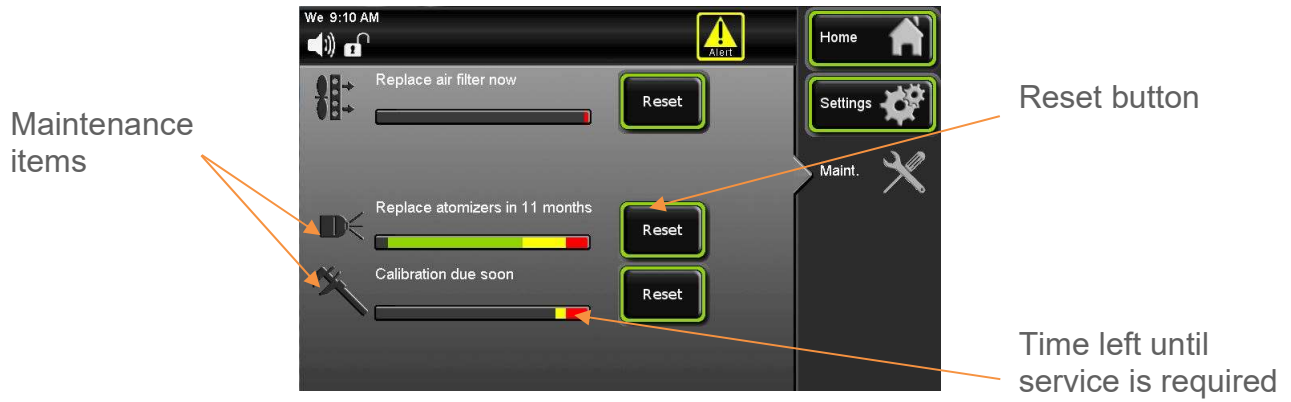 We 9:10 AM
Alert
Home
Replace air filter now
Reset
Settings
Reset button
Maintenance
items
Maint.
Replace atomizers in 11 months
Reset
Calibration due soon
Reset
Time left until
service is required